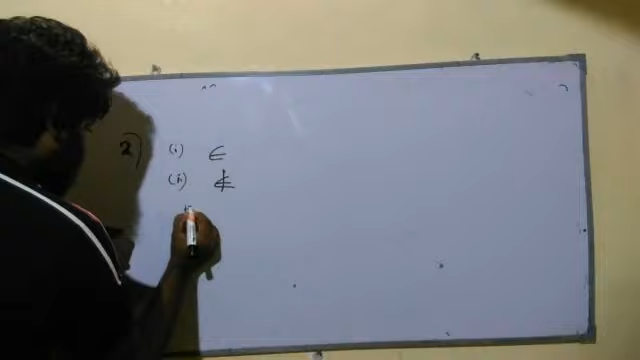 2) (i) ∈
(ii) ∉